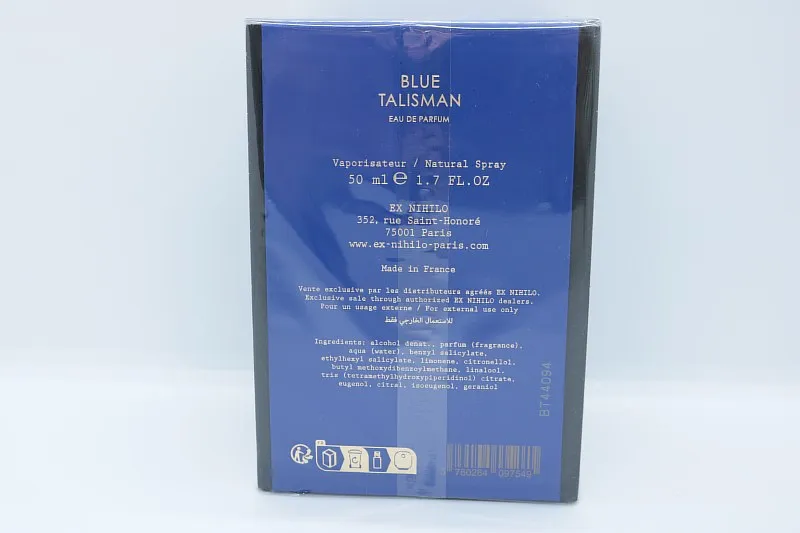 BLUE
TALISMAN
EAU DE PARFUM
Vaporisateur / Natural Spray
50 ml ℮ 1.7 FL.OZ
EX NIHILO
352, rue Saint-Honoré
75001 Paris
www.ex-nihilo-paris.com
Made in France
Vente exclusive par les distributeurs agréés EX NIHILO.
Exclusive sale through authorized EX NIHILO dealers.
Pour un usage externe / For external use only
للاستعمال الخارجي فقط
Ingredients: alcohol denat., parfum (fragrance),
aqua (water), benzyl salicylate,
ethylhexyl salicylate, limonene, citronellol,
butyl methoxydibenzoylmethane, linalool,
tris (tetramethylhydroxypiperidinol) citrate,
eugenol, citral, isoeugenol, geraniol
BT44094